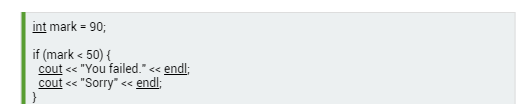 int mark = 90;
if (mark < 50) {
cout << "You failed." << endl;
cout << "Sorry" << endl;
}